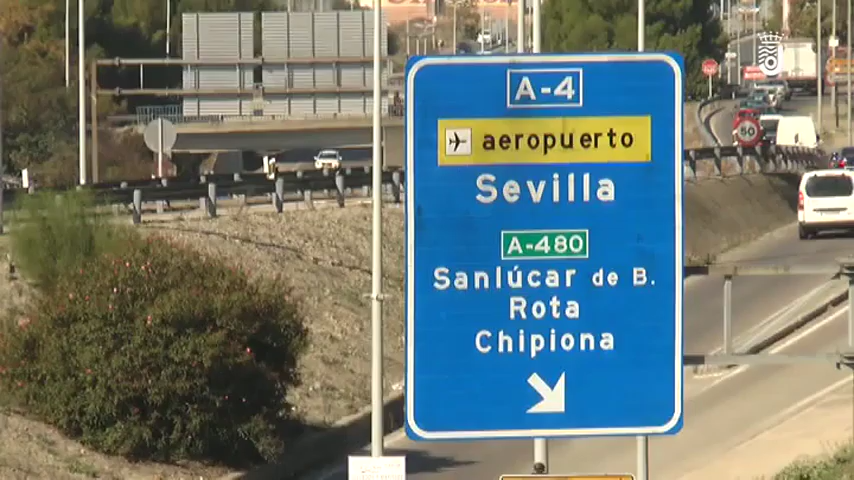 A-4
aeropuerto
Sevilla
A-480
Sanlúcar de B.
Rota
Chipiona
50